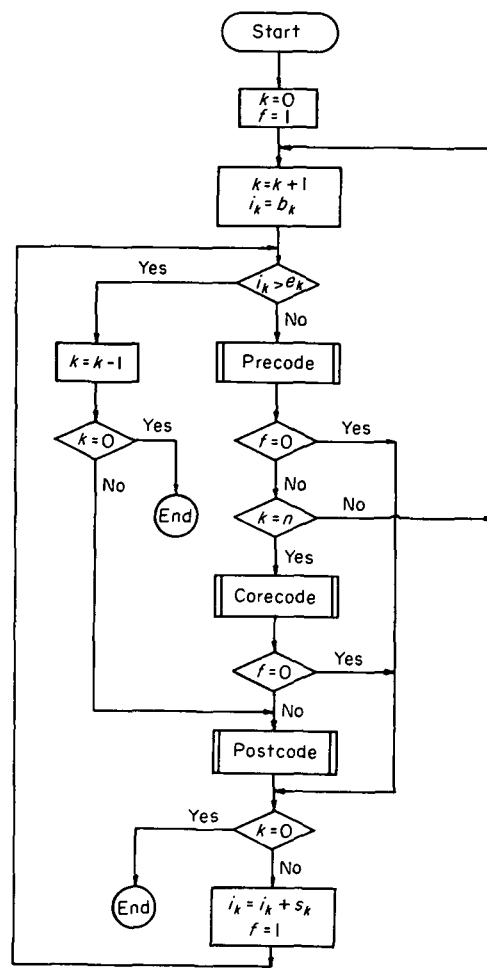 Start
k=0
f=1
k=k+1
i_k=b_k
Yes
i_k>e_k
No
k=k-1
Precode
k=0
Yes
f=0
Yes
No
No
End
k=n
No
Yes
Corecode
f=0
Yes
No
Postcode
Yes
k=0
No
End
i_k=i_k+s_k
f=1